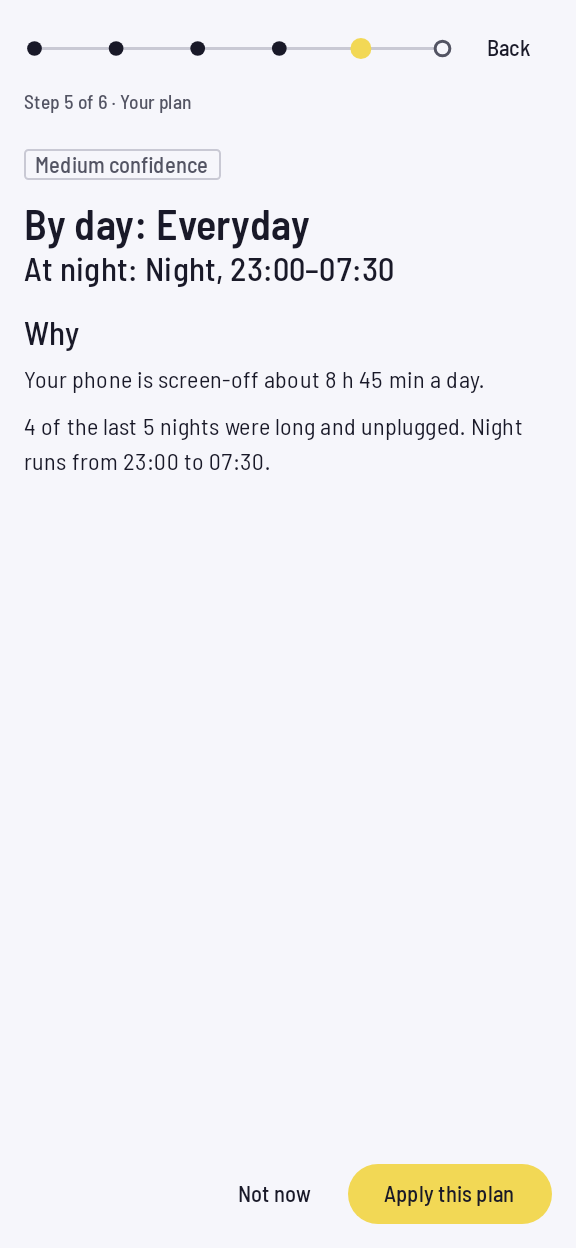 Back
Step 5 of 6 · Your plan
Medium confidence
By day: Everyday
At night: Night, 23:00–07:30
Why
Your phone is screen-off about 8 h 45 min a day.
4 of the last 5 nights were long and unplugged. Night
runs from 23:00 to 07:30.
Not now
Apply this plan